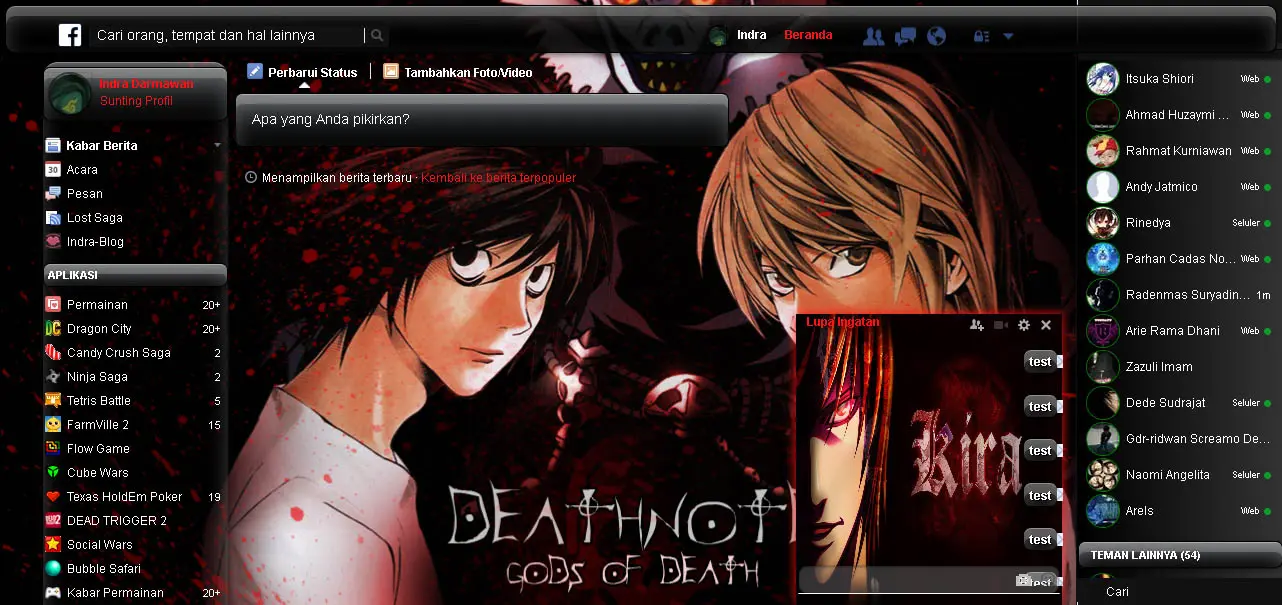 Cari orang, tempat dan hal lainnya
Indra Beranda
Indra Darmawan
Sunting Profil
Kabar Berita
30 Acara
Pesan
Lost Saga
Indra-Blog
APLIKASI
Permainan 20+
Dragon City 20+
Candy Crush Saga 2
Ninja Saga 2
Tetris Battle 5
FarmVille 2 15
Flow Game
Cube Wars
Texas HoldEm Poker 19
DEAD TRIGGER 2
Social Wars
Bubble Safari
Kabar Permainan 20+
Perbarui Status Tambahkan Foto/Video
Apa yang Anda pikirkan?
Menampilkan berita terbaru · Kembali ke berita terpopuler
DEATHNOT
GODS OF DEATH
Lupa Ingatan
test
test
test
test
test
test
Kira
Itsuka Shiori Web
Ahmad Huzaymi ... Web
Rahmat Kurniawan Web
Andy Jatmico Web
Rinedya Seluler
Parhan Cadas No... Web
Radenmas Suryadin... 1m
Arie Rama Dhani Web
Zazuli Imam
Dede Sudrajat Seluler
Gdr-ridwan Screamo De...
Naomi Angelita Seluler
Arels Web
TEMAN LAINNYA (54)
Cari